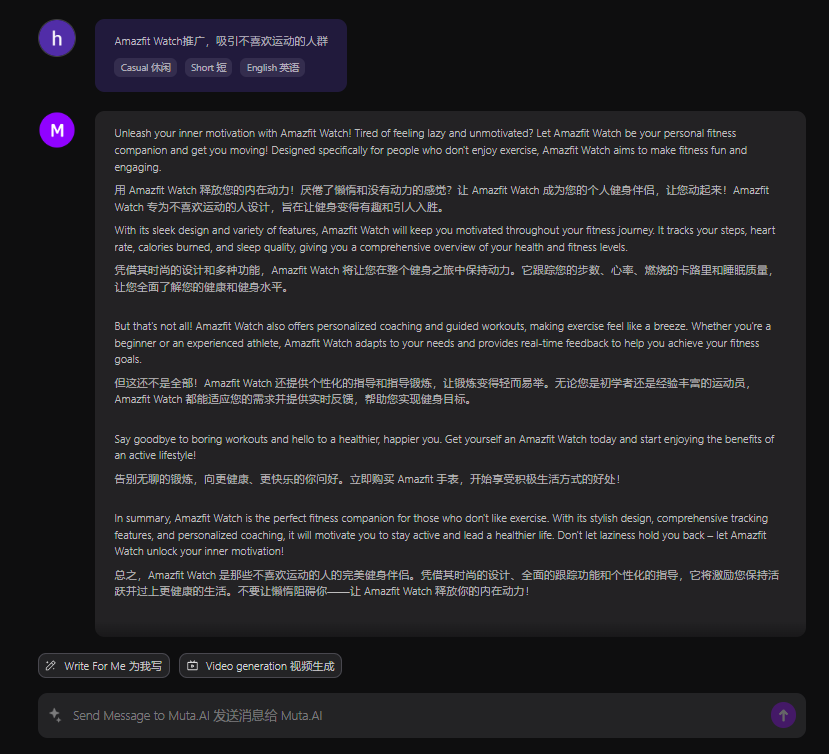 h
Amazfit Watch推广，吸引不喜欢运动的人群
Casual 休闲 Short 短 English 英语
M
Unleash your inner motivation with Amazfit Watch! Tired of feeling lazy and unmotivated? Let Amazfit Watch be your personal fitness
companion and get you moving! Designed specifically for people who don't enjoy exercise, Amazfit Watch aims to make fitness fun and
engaging.
用 Amazfit Watch 释放您的内在动力！厌倦了懒惰和没有动力的感觉？让 Amazfit Watch 成为您的个人健身伴侣，让您动起来！Amazfit
Watch 专为不喜欢运动的人设计，旨在让健身变得有趣和引人入胜。
With its sleek design and variety of features, Amazfit Watch will keep you motivated throughout your fitness journey. It tracks your steps, heart
rate, calories burned, and sleep quality, giving you a comprehensive overview of your health and fitness levels.
凭借其时尚的设计和多种功能，Amazfit Watch 将让您在整个健身之旅中保持动力。它跟踪您的步数、心率、燃烧的卡路里和睡眠质量，
让您全面了解您的健康和健身水平。
But that's not all! Amazfit Watch also offers personalized coaching and guided workouts, making exercise feel like a breeze. Whether you're a
beginner or an experienced athlete, Amazfit Watch adapts to your needs and provides real-time feedback to help you achieve your fitness
goals.
但这还不是全部！Amazfit Watch 还提供个性化的指导和指导锻炼，让锻炼变得轻而易举。无论您是初学者还是经验丰富的运动员，
Amazfit Watch 都能适应您的需求并提供实时反馈，帮助您实现健身目标。
Say goodbye to boring workouts and hello to a healthier, happier you. Get yourself an Amazfit Watch today and start enjoying the benefits of
an active lifestyle!
告别无聊的锻炼，向更健康、更快乐的你问好。立即购买 Amazfit 手表，开始享受积极生活方式的好处！
In summary, Amazfit Watch is the perfect fitness companion for those who don't like exercise. With its stylish design, comprehensive tracking
features, and personalized coaching, it will motivate you to stay active and lead a healthier life. Don't let laziness hold you back – let Amazfit
Watch unlock your inner motivation!
总之，Amazfit Watch 是那些不喜欢运动的人的完美健身伴侣。凭借其时尚的设计、全面的跟踪功能和个性化的指导，它将激励您保持活
跃并过上更健康的生活。不要让懒惰阻碍你——让 Amazfit Watch 释放你的内在动力！
Write For Me 为我写 Video generation 视频生成
Send Message to Muta.AI 发送消息给 Muta.AI